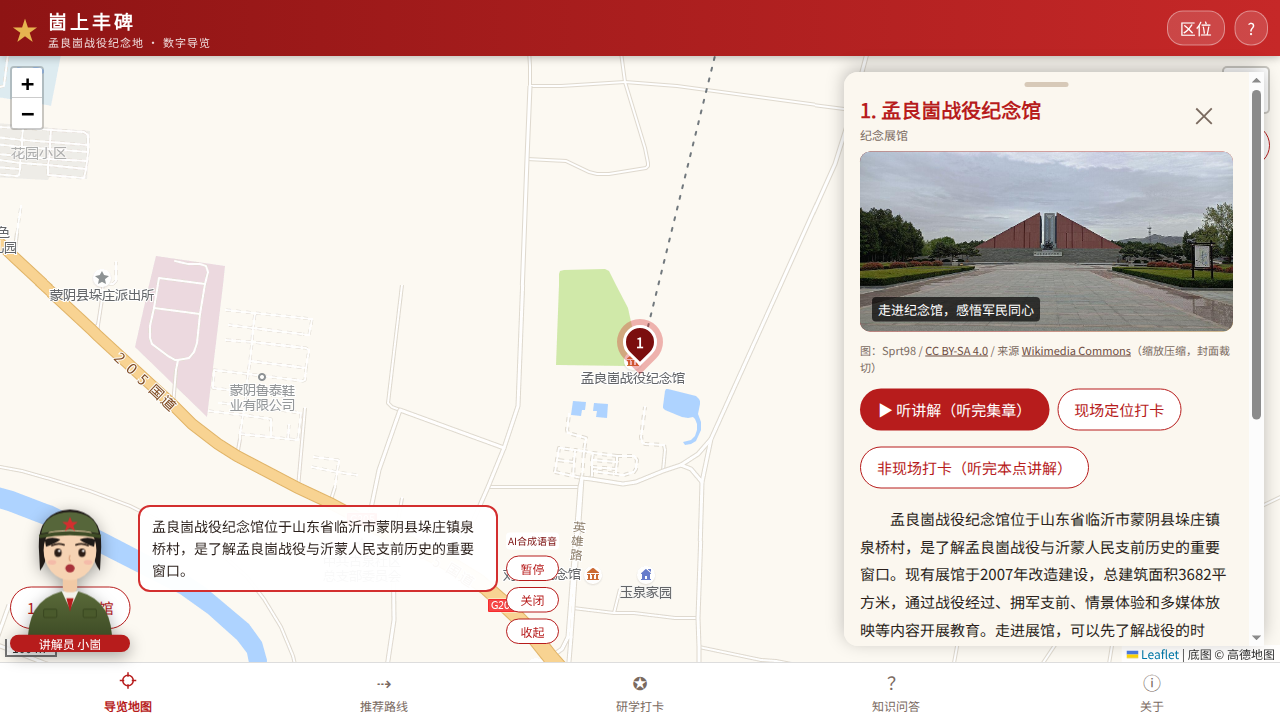 崮上丰碑
孟良崮战役纪念地 · 数字导览
区位
?
+
−
花园小区
色
园
蒙阴县垛庄派出所
205国道
蒙阴鲁泰鞋
业有限公司
1
孟良崮战役纪念馆
英雄路
念馆
玉泉家园
G20
1. 孟良崮战役纪念馆
纪念展馆
走进纪念馆，感悟军民同心
图：Sprt98 / CC BY-SA 4.0 / 来源 Wikimedia Commons（缩放压缩，封面裁
切）
▶ 听讲解（听完集章）
现场定位打卡
非现场打卡（听完本点讲解）
孟良崮战役纪念馆位于山东省临沂市蒙阴县垛庄镇
泉桥村，是了解孟良崮战役与沂蒙人民支前历史的重要
窗口。现有展馆于2007年改造建设，总建筑面积3682平
方米，通过战役经过、拥军支前、情景体验和多媒体放
映等内容开展教育。走进展馆，可以先了解战役的时
孟良崮战役纪念馆位于山东省临沂市蒙阴县垛庄镇泉
桥村，是了解孟良崮战役与沂蒙人民支前历史的重要
窗口。
AI合成语音
暂停
关闭
收起
1
馆
讲解员 小崮
Leaflet | 底图 © 高德地图
导览地图
推荐路线
研学打卡
?
知识问答
关于